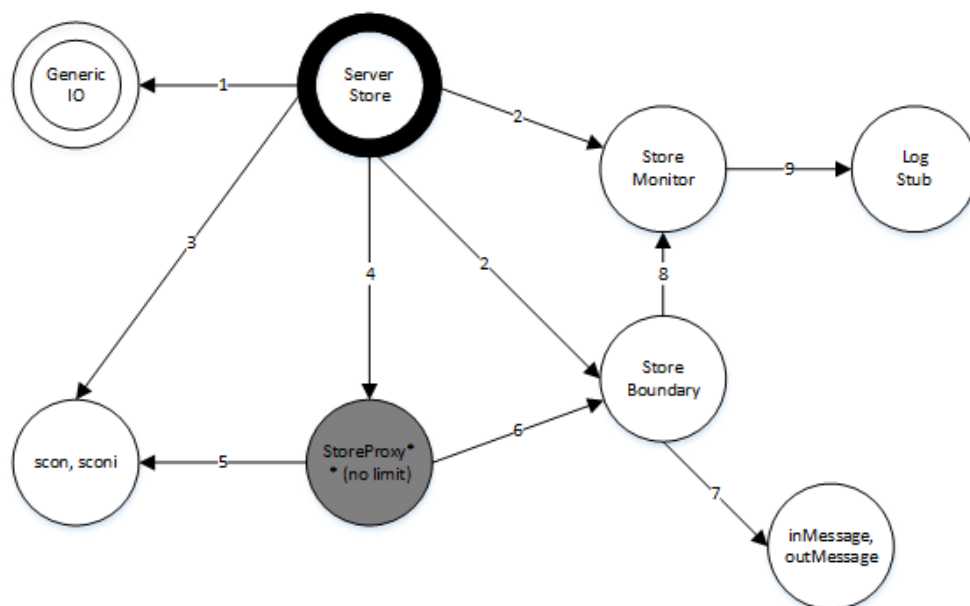 Generic
IO
1
Server
Store
2
Store
Monitor
9
Log
Stub
3
4
2
8
Store
Boundary
scon, sconi
5
StoreProxy*
* (no limit)
6
7
inMessage,
outMessage